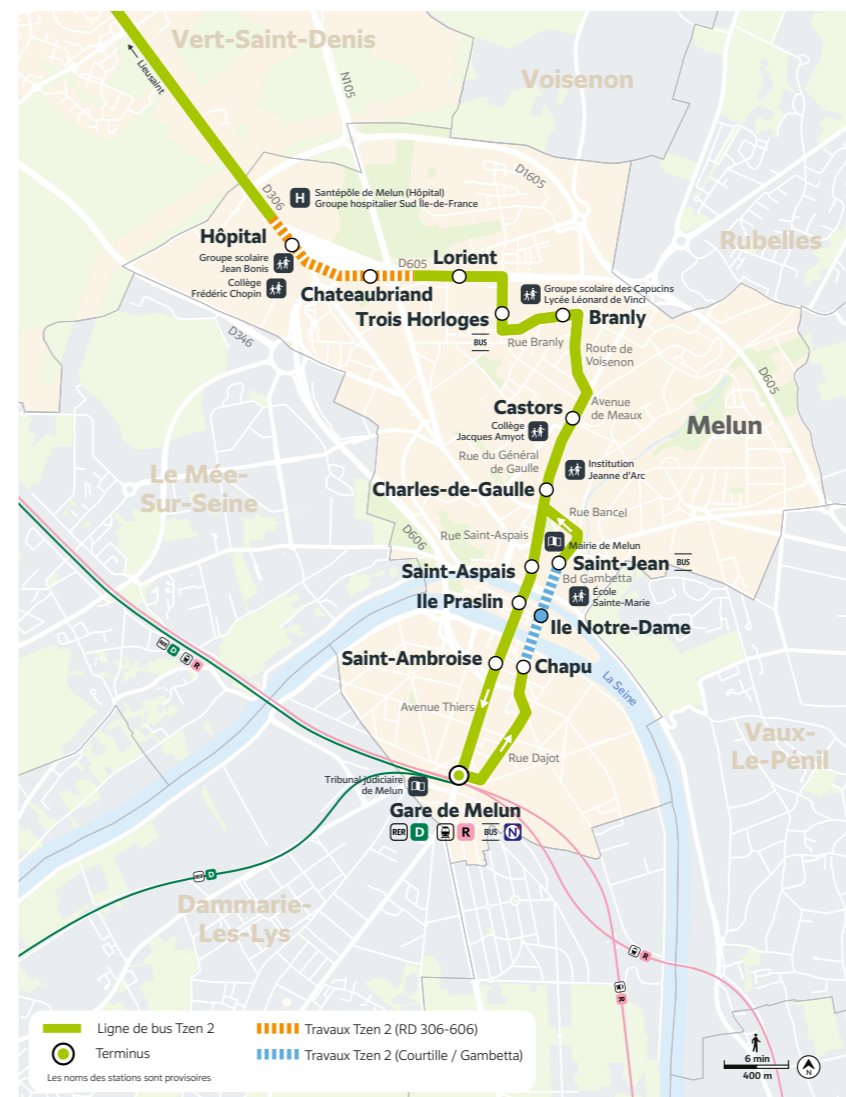 Vert-Saint-Denis
Lieusaint
N105
Voisenon
D1605
D306
H
Santépôle de Melun (Hôpital)
Groupe hospitalier Sud Île-de-France
Rubelles
Hôpital
Groupe scolaire
Jean Bonis
Collège
Frédéric Chopin
D605
Lorient
Chateaubriand
Groupe scolaire des Capucins
Lycée Léonard de Vinci
Trois Horloges
Branly
BUS
Rue Branly
Route de
Voisenon
D346
D605
Castors
Avenue
de Meaux
Collège
Jacques Amyot
Melun
Rue du Général
de Gaulle
Institution
Jeanne d'Arc
Le Mée-
Sur-Seine
Charles-de-Gaulle
Rue Bancel
D606
Rue Saint-Aspais
Mairie de Melun
Saint-Aspais
Saint-Jean
BUS
Bd Gambetta
École
Sainte-Marie
Ile Praslin
Ile Notre-Dame
RER D R
Saint-Ambroise
Chapu
La Seine
Avenue Thiers
Vaux-
Le-Pénil
Rue Dajot
Tribunal judiciaire
de Melun
Gare de Melun
RER D R BUS N
RER D
Dammarie-
Les-Lys
R
R
Ligne de bus Tzen 2
Travaux Tzen 2 (RD 306-606)
Terminus
Travaux Tzen 2 (Courtille / Gambetta)
Les noms des stations sont provisoires
6 min
400 m
N